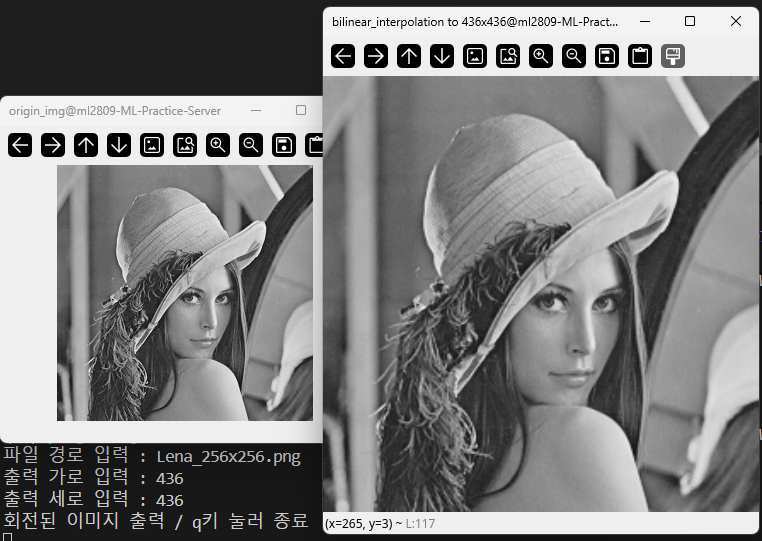 bilinear_interpolation to 436x436@ml2809-ML-Pract...
origin_img@ml2809-ML-Practice-Server
파일 경로 입력 : Lena_256x256.png
출력 가로 입력 : 436
출력 세로 입력 : 436
회전된 이미지 출력 / q키 눌러 종료
(x=265, y=3) ~ L:117